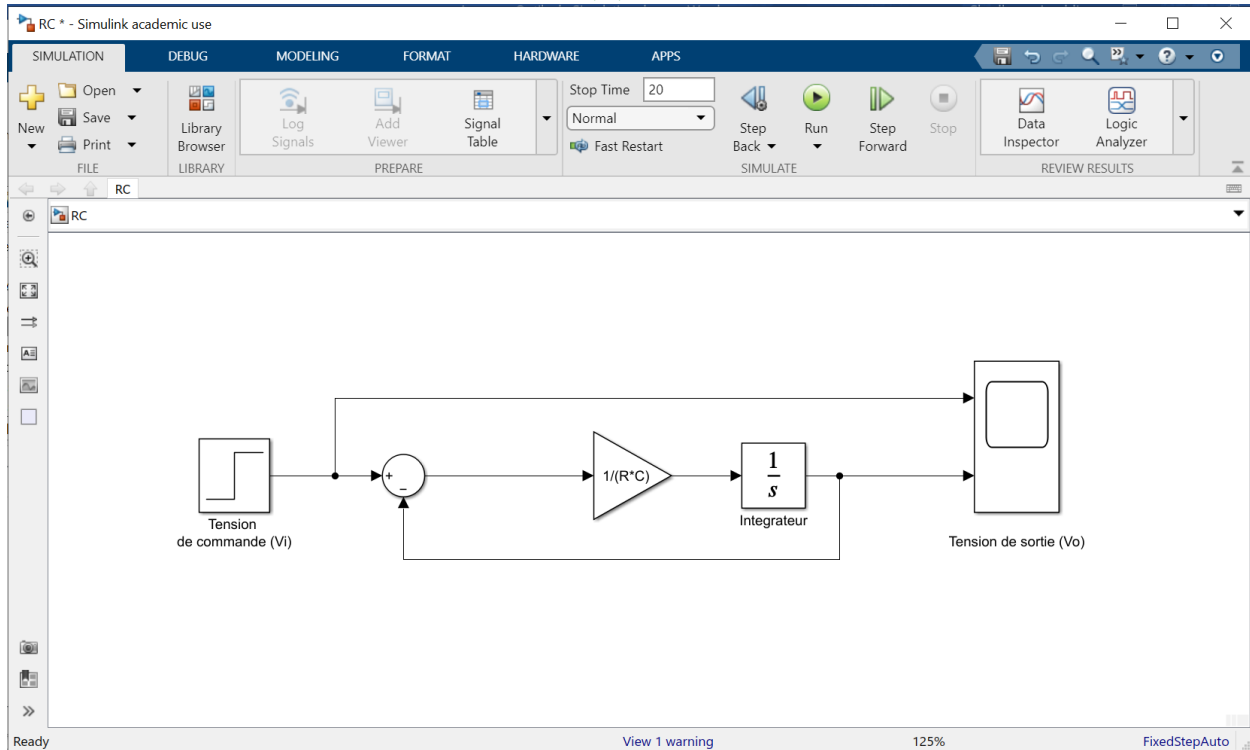 RC * - Simulink academic use
SIMULATION
DEBUG
MODELING
FORMAT
HARDWARE
APPS
New
Open
Save
Print
FILE
Library
Browser
LIBRARY
Log
Signals
Add
Viewer
Signal
Table
PREPARE
Stop Time 20
Normal
Fast Restart
Step
Back
Run
Step
Forward
Stop
SIMULATE
Data
Inspector
Logic
Analyzer
REVIEW RESULTS
RC
RC
Tension
de commande (Vi)
+
−
1/(R*C)
1
s
Integrateur
Tension de sortie (Vo)
Ready
View 1 warning
125%
FixedStepAuto